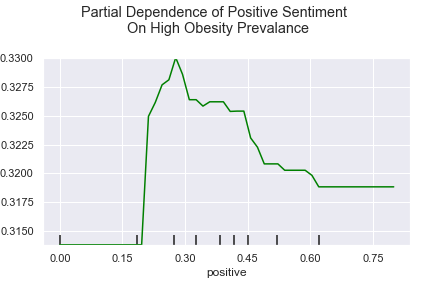 Partial Dependence of Positive Sentiment
On High Obesity Prevalance
0.3300
0.3275
0.3250
0.3225
0.3200
0.3175
0.3150
0.00 0.15 0.30 0.45 0.60 0.75
positive